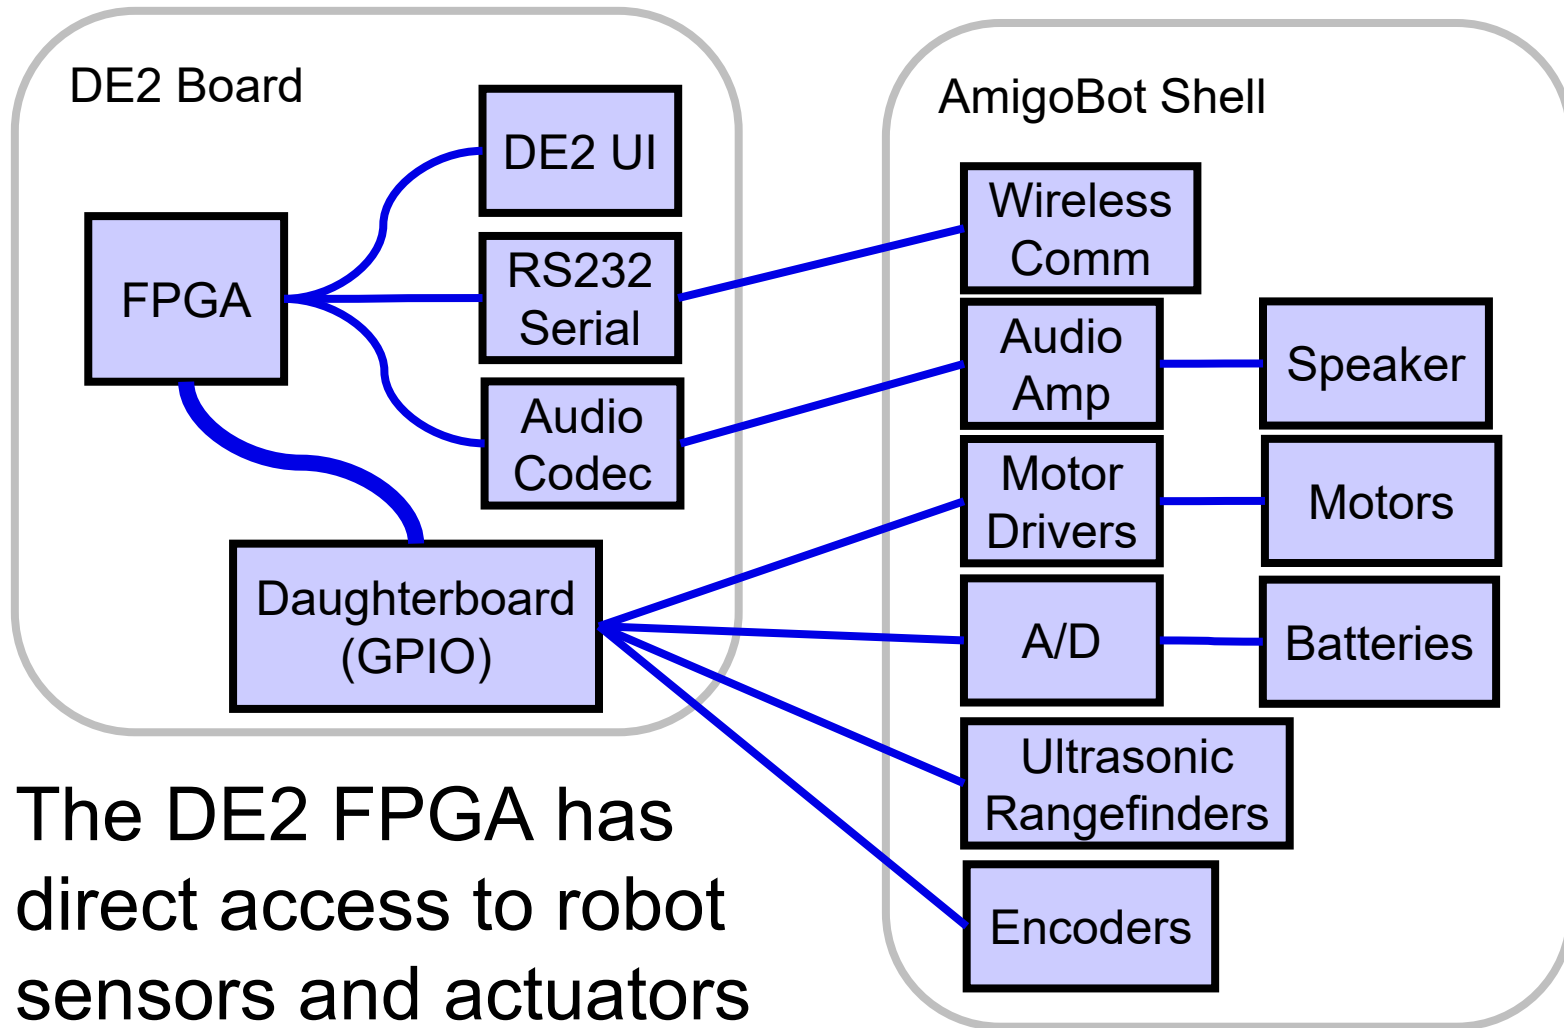 DE2 Board
DE2 UI
FPGA
RS232
Serial
Audio
Codec
Daughterboard
(GPIO)
AmigoBot Shell
Wireless
Comm
Audio
Amp
Speaker
Motor
Drivers
Motors
A/D
Batteries
Ultrasonic
Rangefinders
Encoders
The DE2 FPGA has
direct access to robot
sensors and actuators